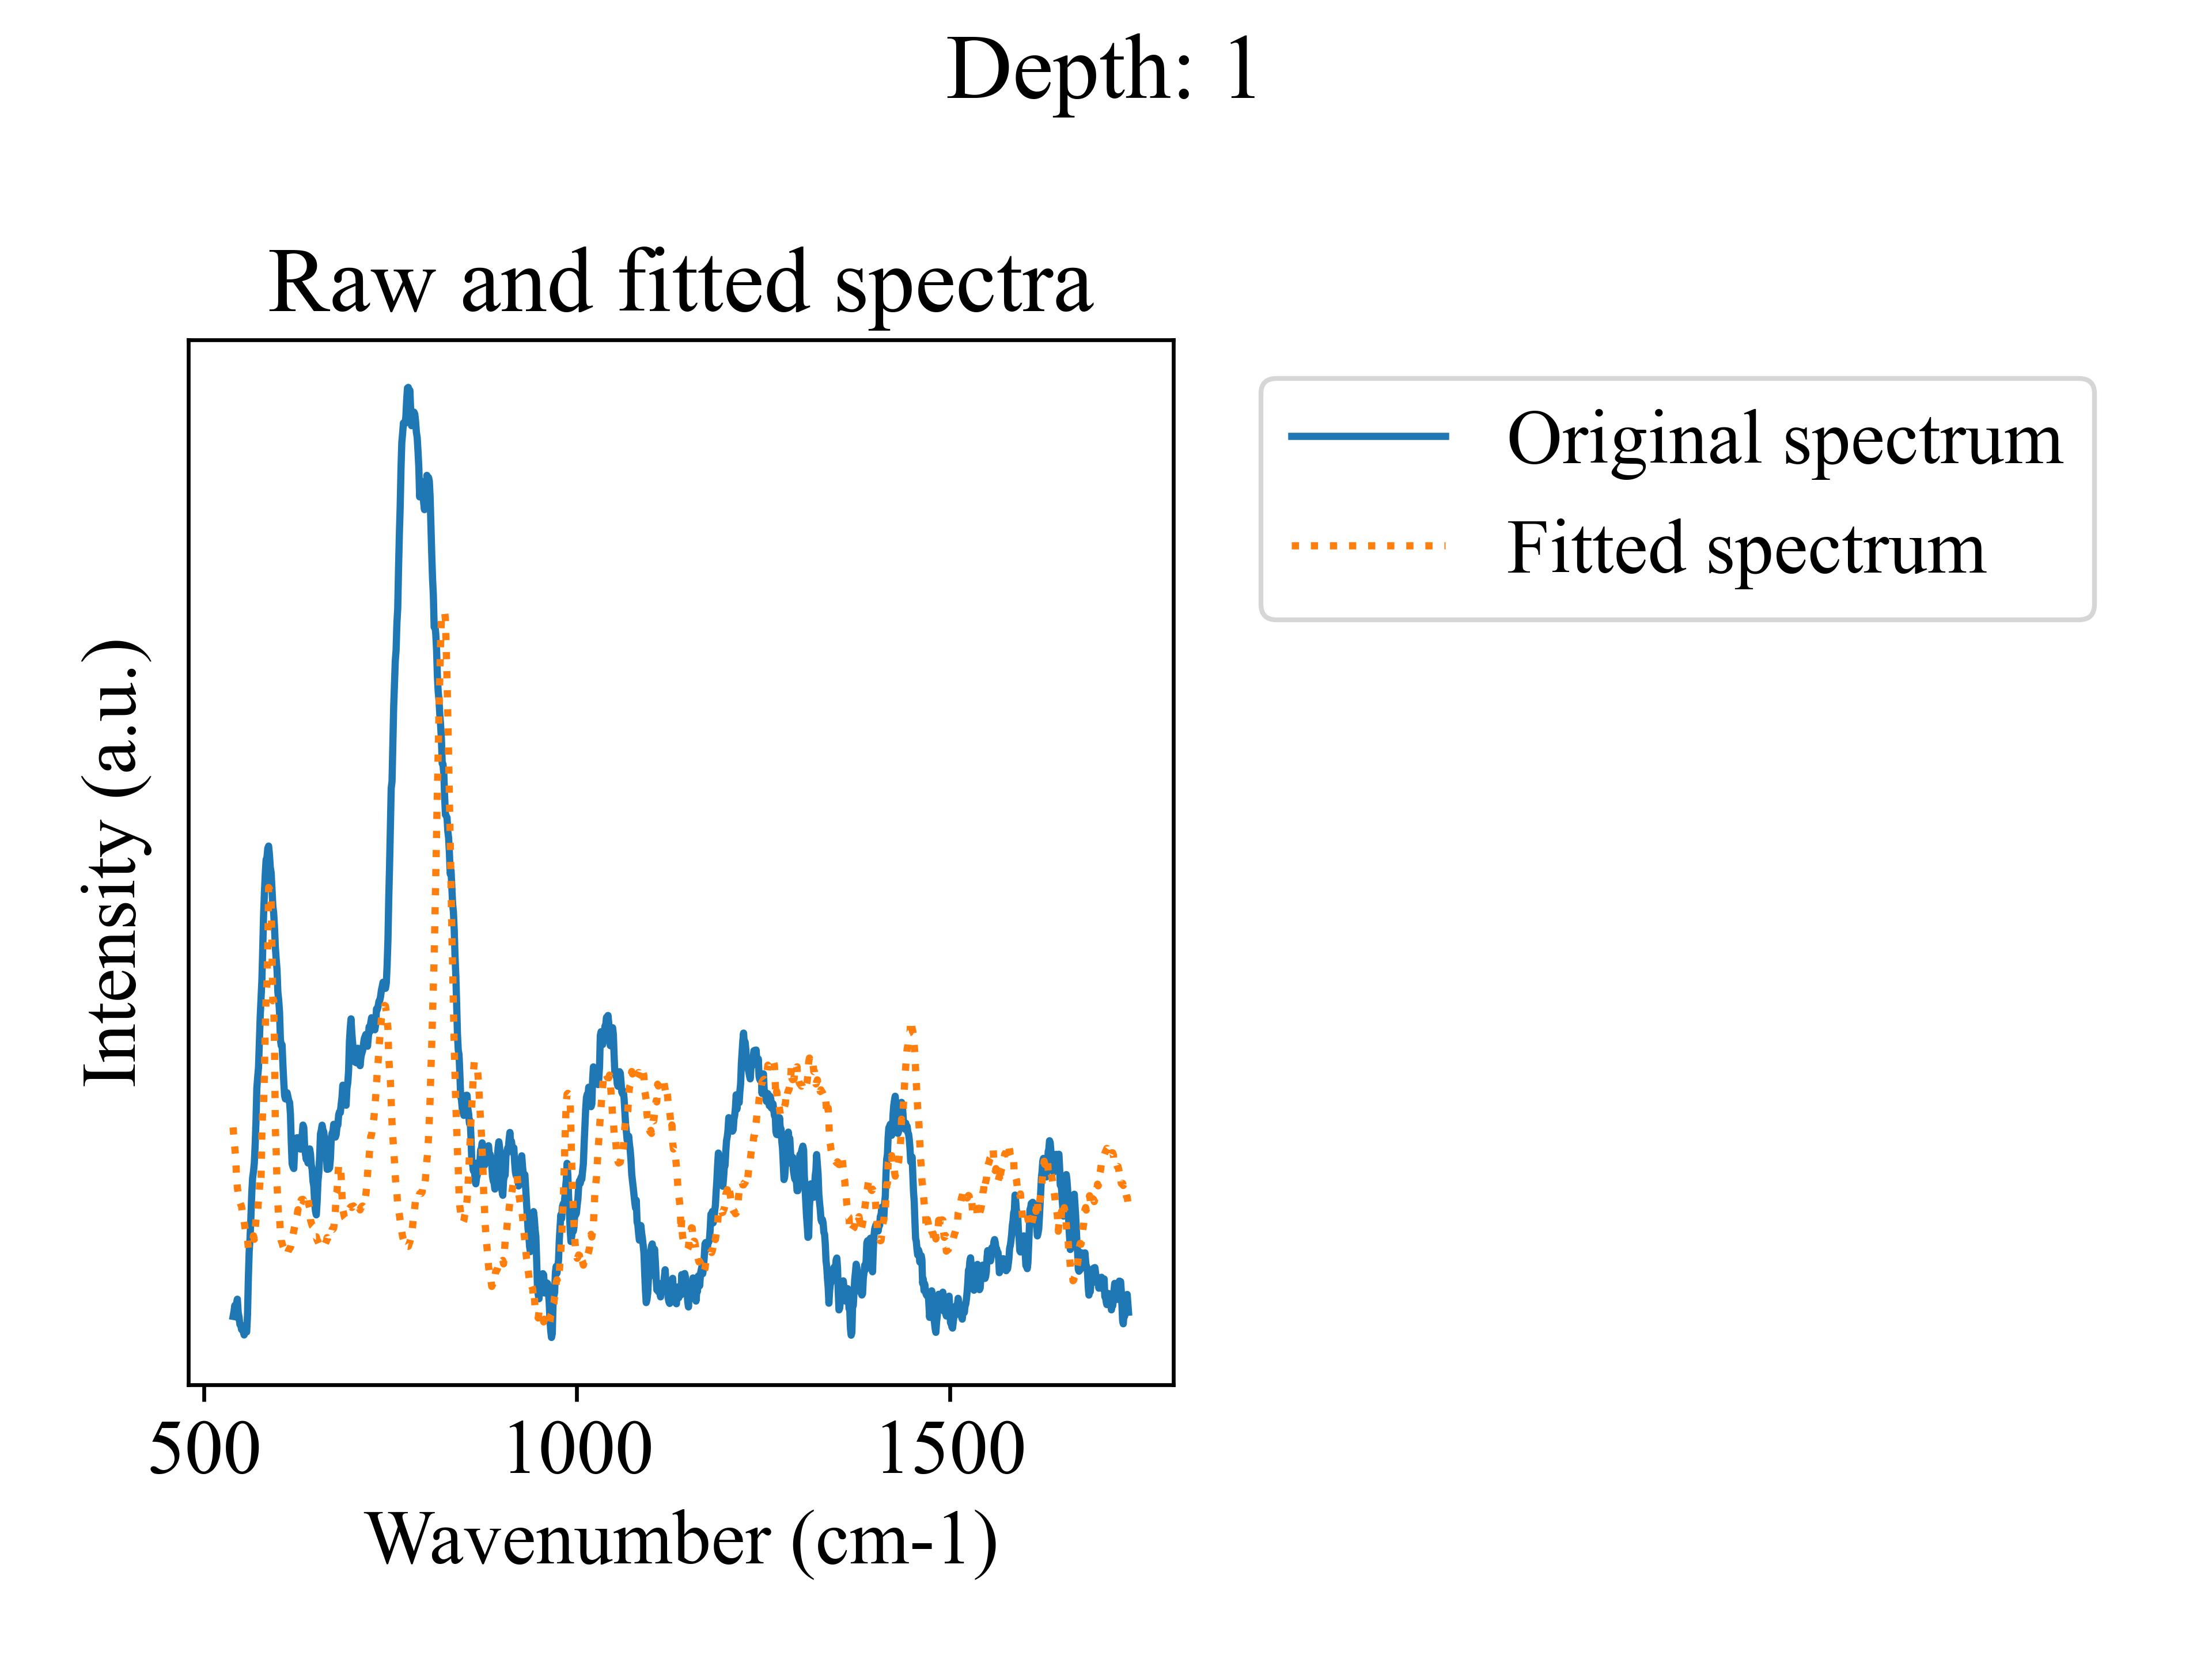 Depth: 1
Raw and fitted spectra
Original spectrum
Fitted spectrum
Intensity (a.u.)
500 1000 1500
Wavenumber (cm-1)